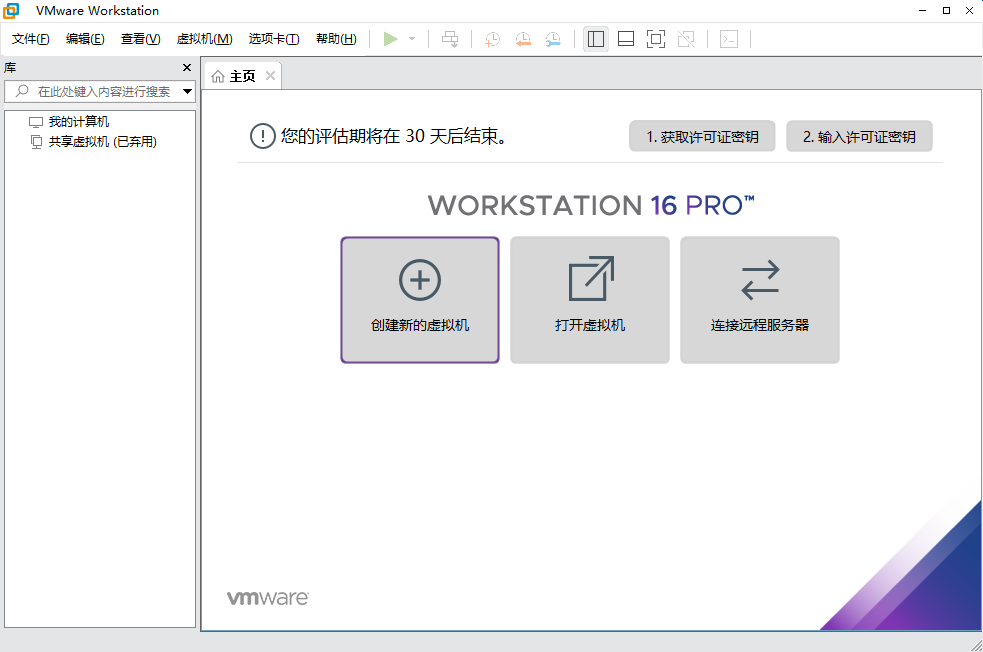 VMware Workstation
文件(F) 编辑(E) 查看(V) 虚拟机(M) 选项卡(T) 帮助(H)
库
主页
在此处键入内容进行搜索
我的计算机
共享虚拟机 (已弃用)
您的评估期将在 30 天后结束。
1. 获取许可证密钥
2. 输入许可证密钥
WORKSTATION 16 PRO™
创建新的虚拟机
打开虚拟机
连接远程服务器
vmware